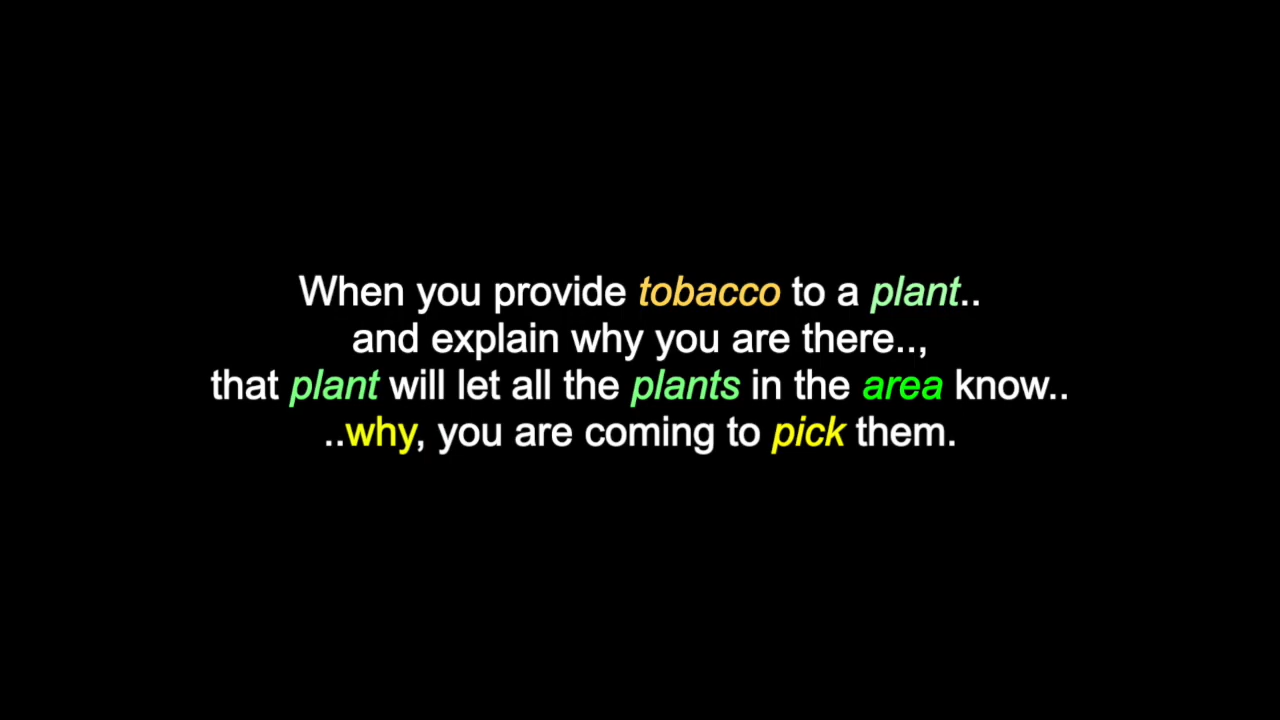 When you provide tobacco to a plant..
and explain why you are there..,
that plant will let all the plants in the area know..
..why, you are coming to pick them.